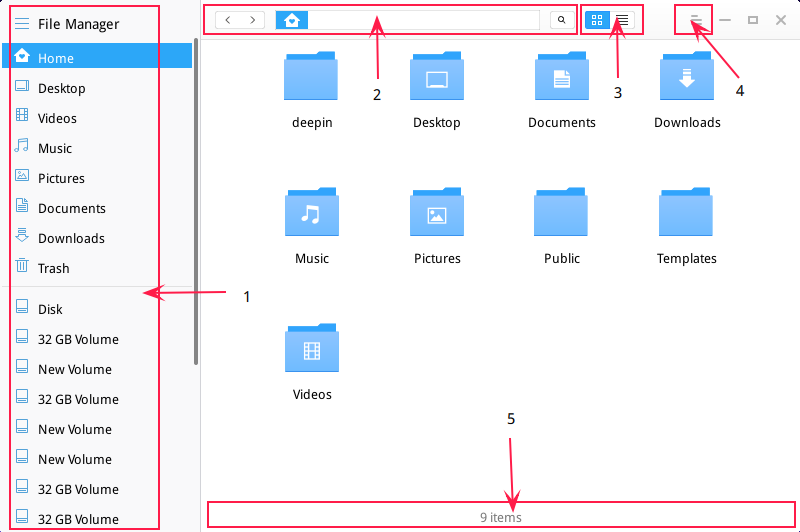 File Manager
Home
Desktop
Videos
Music
Pictures
Documents
Downloads
Trash
Disk
32 GB Volume
New Volume
32 GB Volume
New Volume
New Volume
32 GB Volume
32 GB Volume
1
2
3
4
deepin
Desktop
Documents
Downloads
Music
Pictures
Public
Templates
Videos
5
9 items